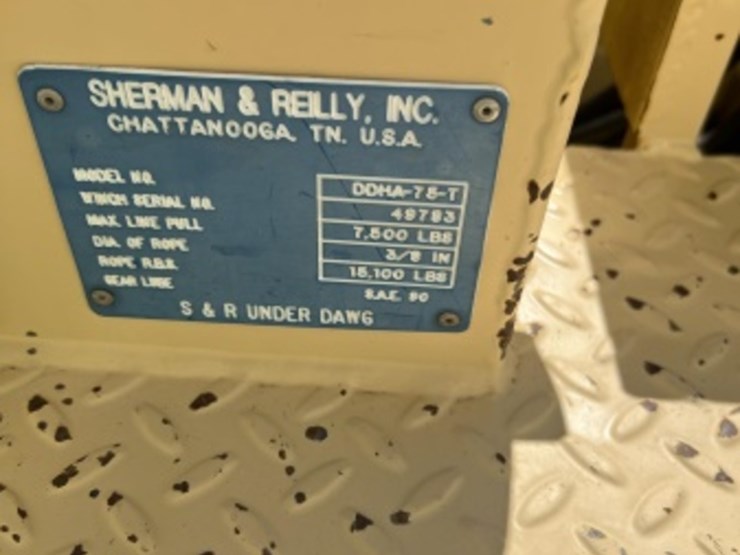 SHERMAN & REILLY, INC.
CHATTANOOGA, TN. U.S.A.
MODEL NO. DDHA-75-T
WINCH SERIAL NO. 49793
MAX. LINE PULL 7,500 LBS
DIA. OF ROPE 3/8 IN
ROPE R.B.S. 15,100 LBS
GEAR LUBE S.A.E. 90
S & R UNDER DAWG